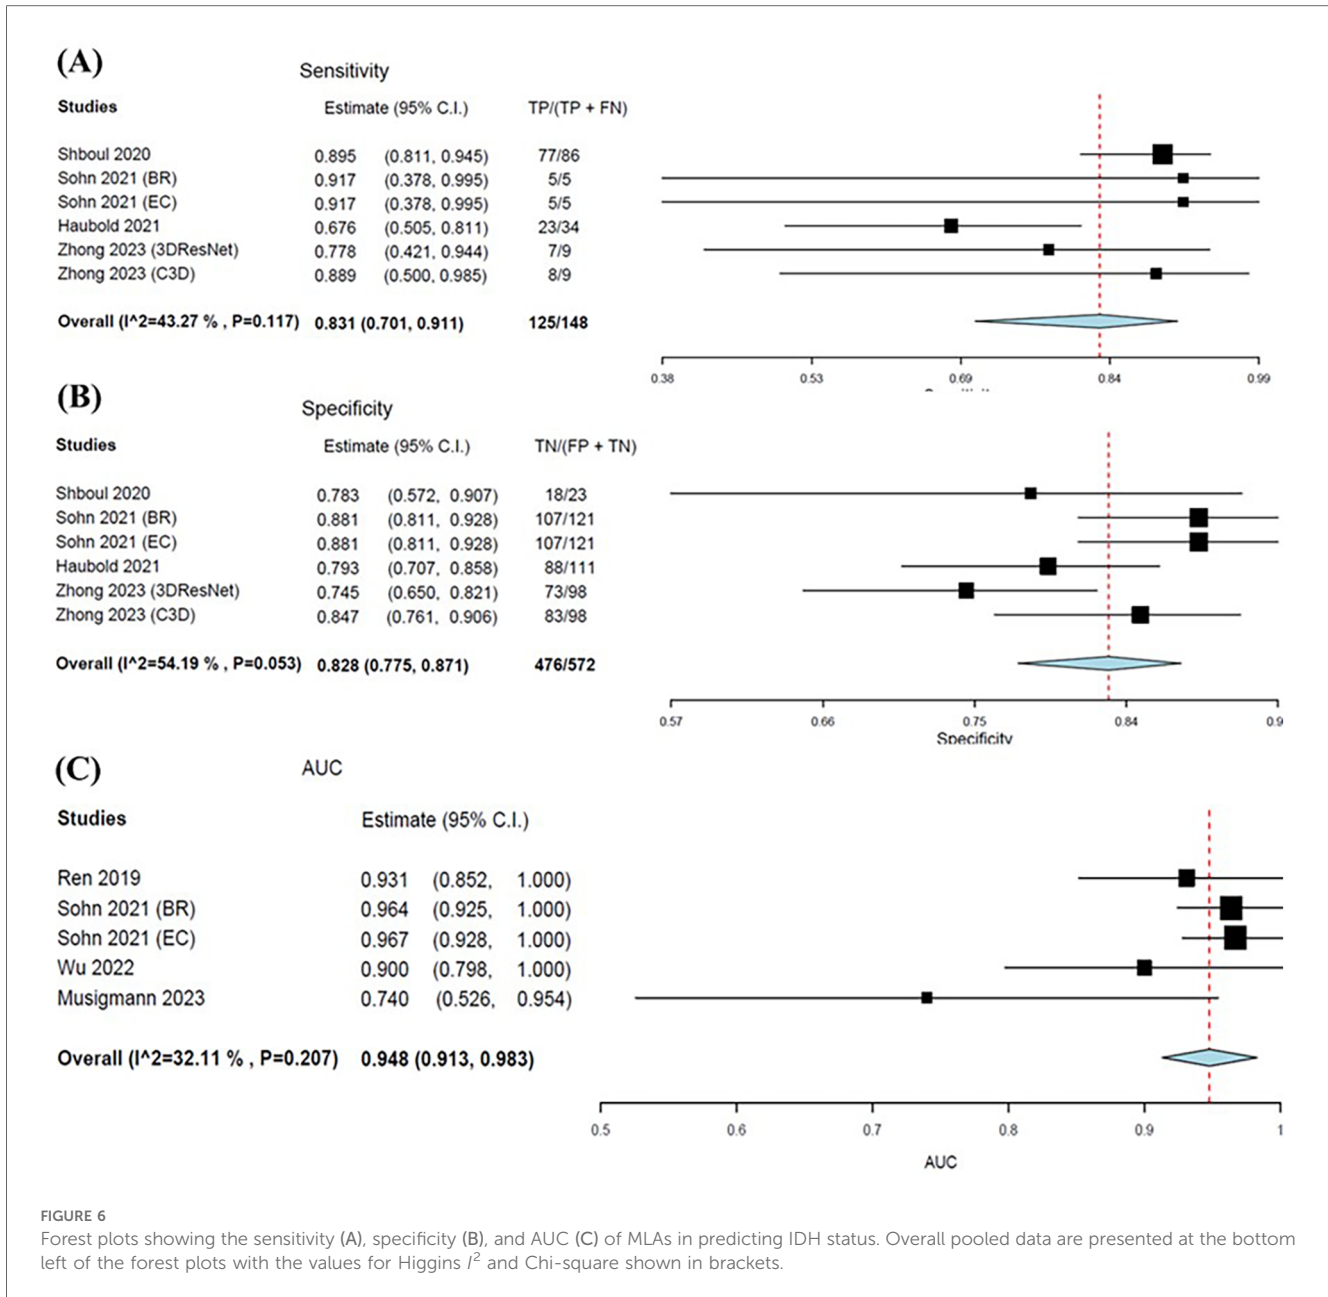 (A)
Sensitivity
Studies Estimate (95% C.I.) TP/(TP + FN)
Shboul 2020 0.895 (0.811, 0.945) 77/86
Sohn 2021 (BR) 0.917 (0.378, 0.995) 5/5
Sohn 2021 (EC) 0.917 (0.378, 0.995) 5/5
Haubold 2021 0.676 (0.505, 0.811) 23/34
Zhong 2023 (3DResNet) 0.778 (0.421, 0.944) 7/9
Zhong 2023 (C3D) 0.889 (0.500, 0.985) 8/9
Overall (I^2=43.27 % , P=0.117) 0.831 (0.701, 0.911) 125/148
0.38 0.53 0.69 0.84 0.99
(B)
Specificity
Studies Estimate (95% C.I.) TN/(FP + TN)
Shboul 2020 0.783 (0.572, 0.907) 18/23
Sohn 2021 (BR) 0.881 (0.811, 0.928) 107/121
Sohn 2021 (EC) 0.881 (0.811, 0.928) 107/121
Haubold 2021 0.793 (0.707, 0.858) 88/111
Zhong 2023 (3DResNet) 0.745 (0.650, 0.821) 73/98
Zhong 2023 (C3D) 0.847 (0.761, 0.906) 83/98
Overall (I^2=54.19 % , P=0.053) 0.828 (0.775, 0.871) 476/572
0.57 0.66 0.75 0.84 0.9
Specificity
(C)
AUC
Studies Estimate (95% C.I.)
Ren 2019 0.931 (0.852, 1.000)
Sohn 2021 (BR) 0.964 (0.925, 1.000)
Sohn 2021 (EC) 0.967 (0.928, 1.000)
Wu 2022 0.900 (0.798, 1.000)
Musigmann 2023 0.740 (0.526, 0.954)
Overall (I^2=32.11 % , P=0.207) 0.948 (0.913, 0.983)
0.5 0.6 0.7 0.8 0.9 1
AUC
FIGURE 6
Forest plots showing the sensitivity (A), specificity (B), and AUC (C) of MLAs in predicting IDH status. Overall pooled data are presented at the bottom
left of the forest plots with the values for Higgins I² and Chi-square shown in brackets.